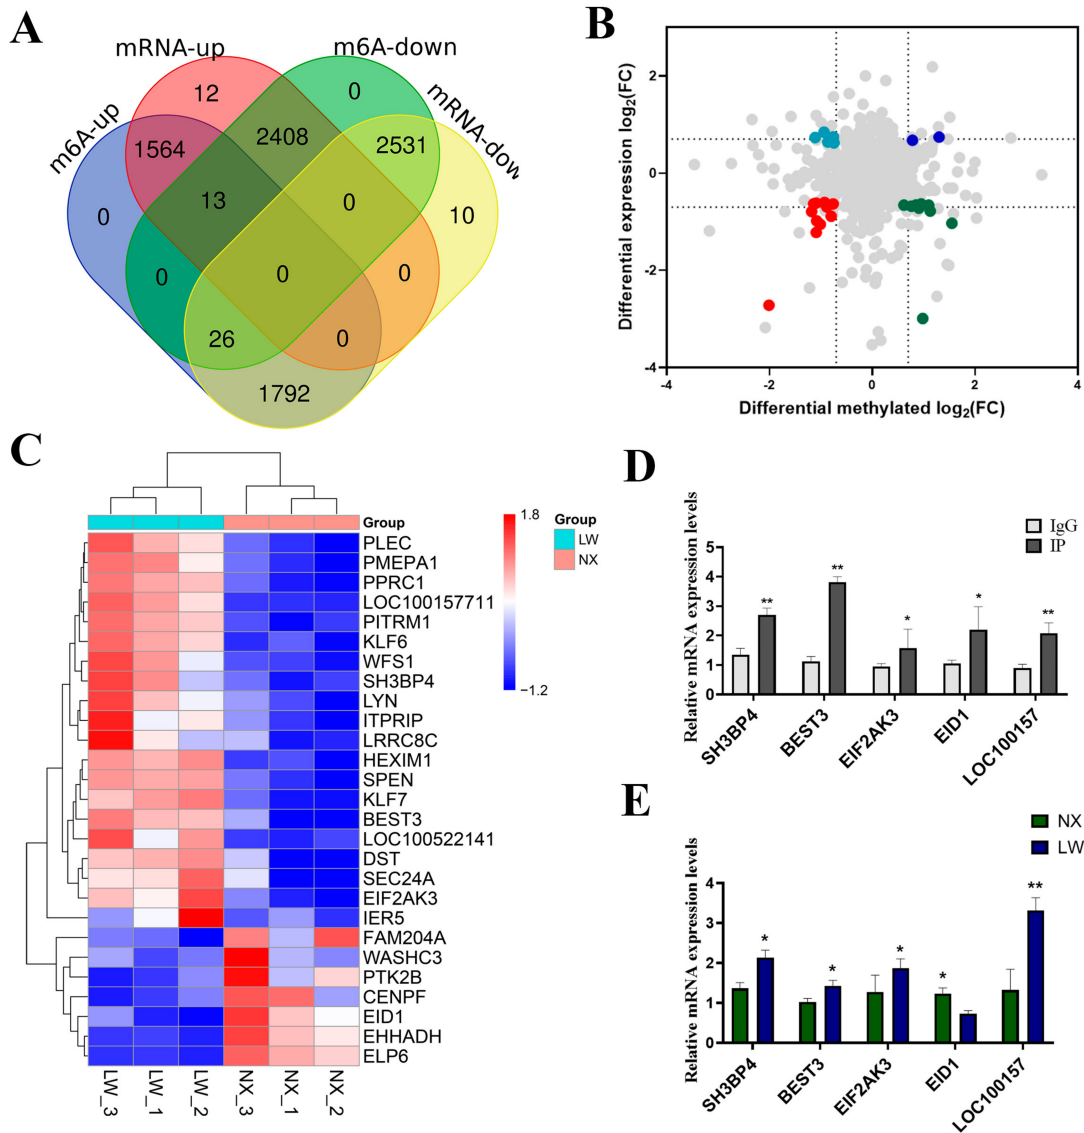 A
mRNA-up
m6A-down
m6A-up
mRNA-dow
12
0
1564
2408
2531
0
13
0
10
0
0
0
26
0
1792
B
Differential expression log2(FC)
2
0
-2
-4
-4
-2
0
2
4
Differential methylated log2(FC)
C
Group
PLEC
PMEPA1
PPRC1
LOC100157711
PITRM1
KLF6
WFS1
SH3BP4
LYN
ITPRIP
LRRC8C
HEXIM1
SPEN
KLF7
BEST3
LOC100522141
DST
SEC24A
EIF2AK3
IER5
FAM204A
WASHC3
PTK2B
CENPF
EID1
EHHADH
ELP6
LW_3
LW_1
LW_2
NX_3
NX_1
NX_2
1.8
−1.2
Group
LW
NX
D
Relative mRNA expression levels
IgG
IP
5
4
3
2
1
0
**
**
*
*
**
SH3BP4
BEST3
EIF2AK3
EID1
LOC100157
E
Relative mRNA expression levels
NX
LW
4
3
2
1
0
*
*
*
*
**
SH3BP4
BEST3
EIF2AK3
EID1
LOC100157